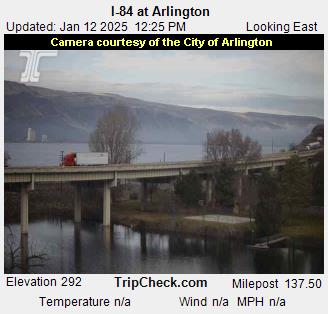 I-84 at Arlington
Updated: Jan 12 2025 12:25 PM Looking East
Camera courtesy of the City of Arlington
Elevation 292 TripCheck.com Milepost 137.50
Temperature n/a Wind n/a MPH n/a